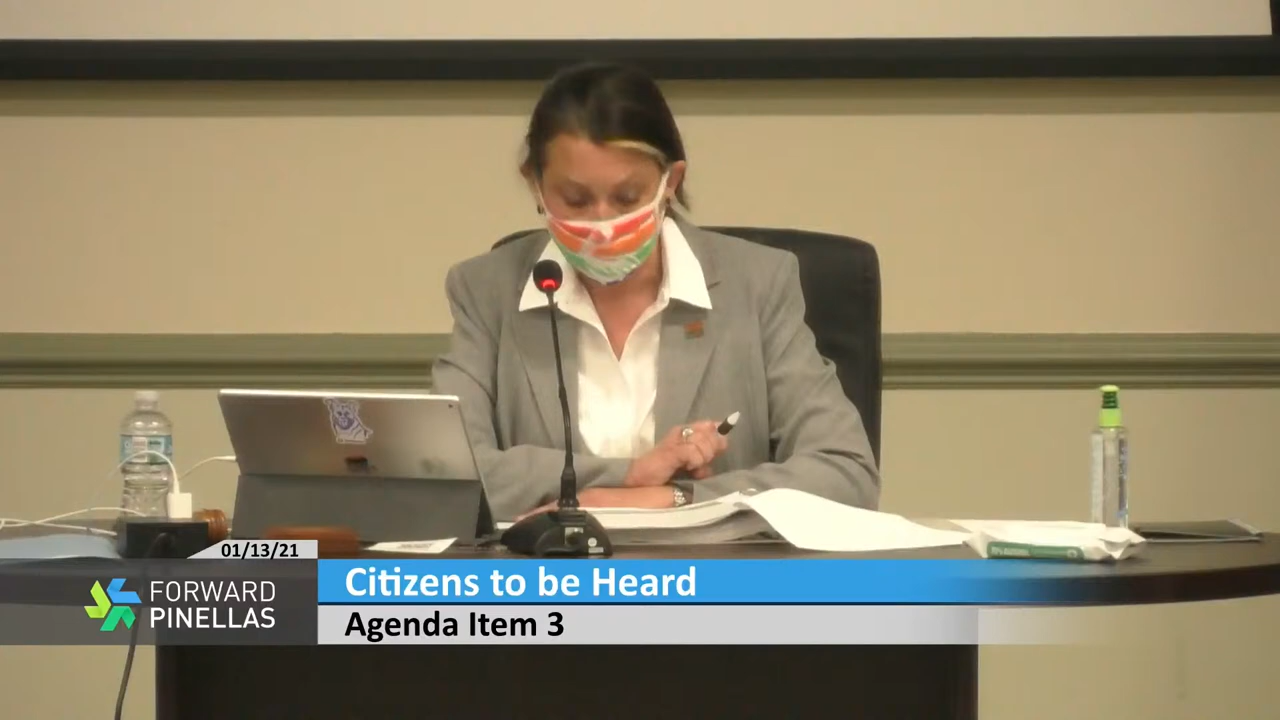 01/13/21
FORWARD
PINELLAS
Citizens to be Heard
Agenda Item 3